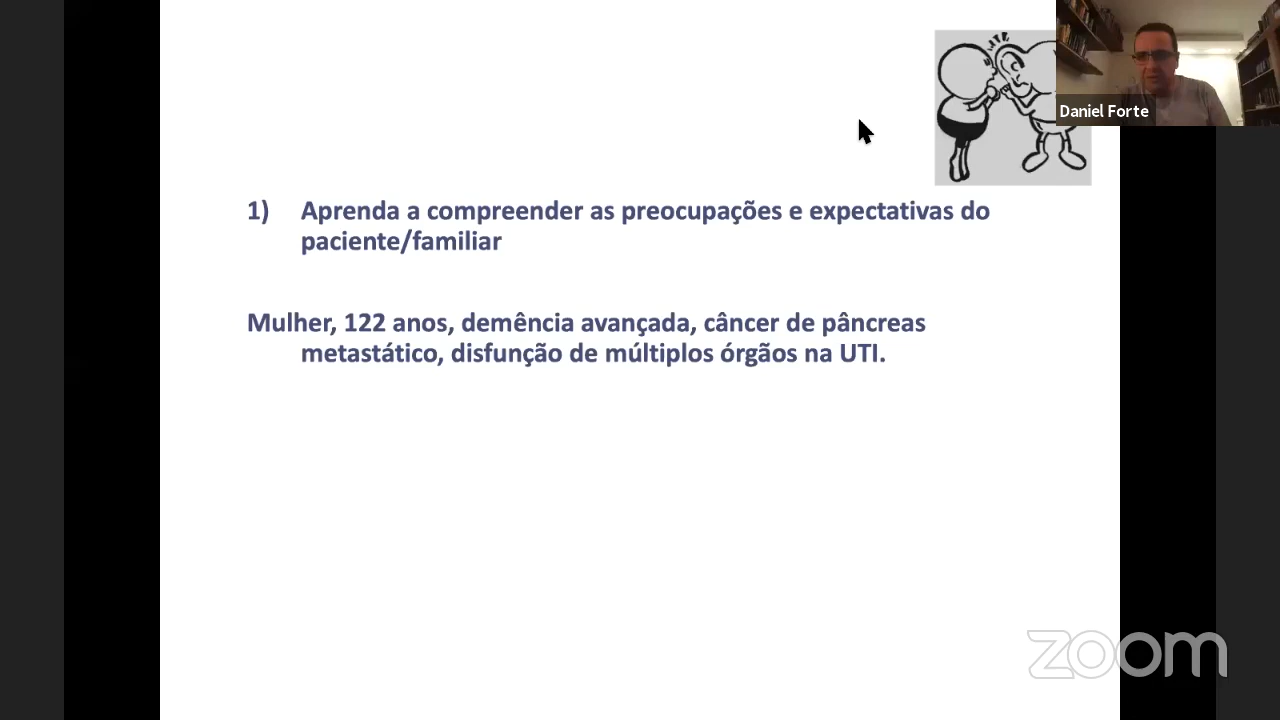 Daniel Forte
1) Aprenda a compreender as preocupações e expectativas do
paciente/familiar
Mulher, 122 anos, demência avançada, câncer de pâncreas
metastático, disfunção de múltiplos órgãos na UTI.
zoom